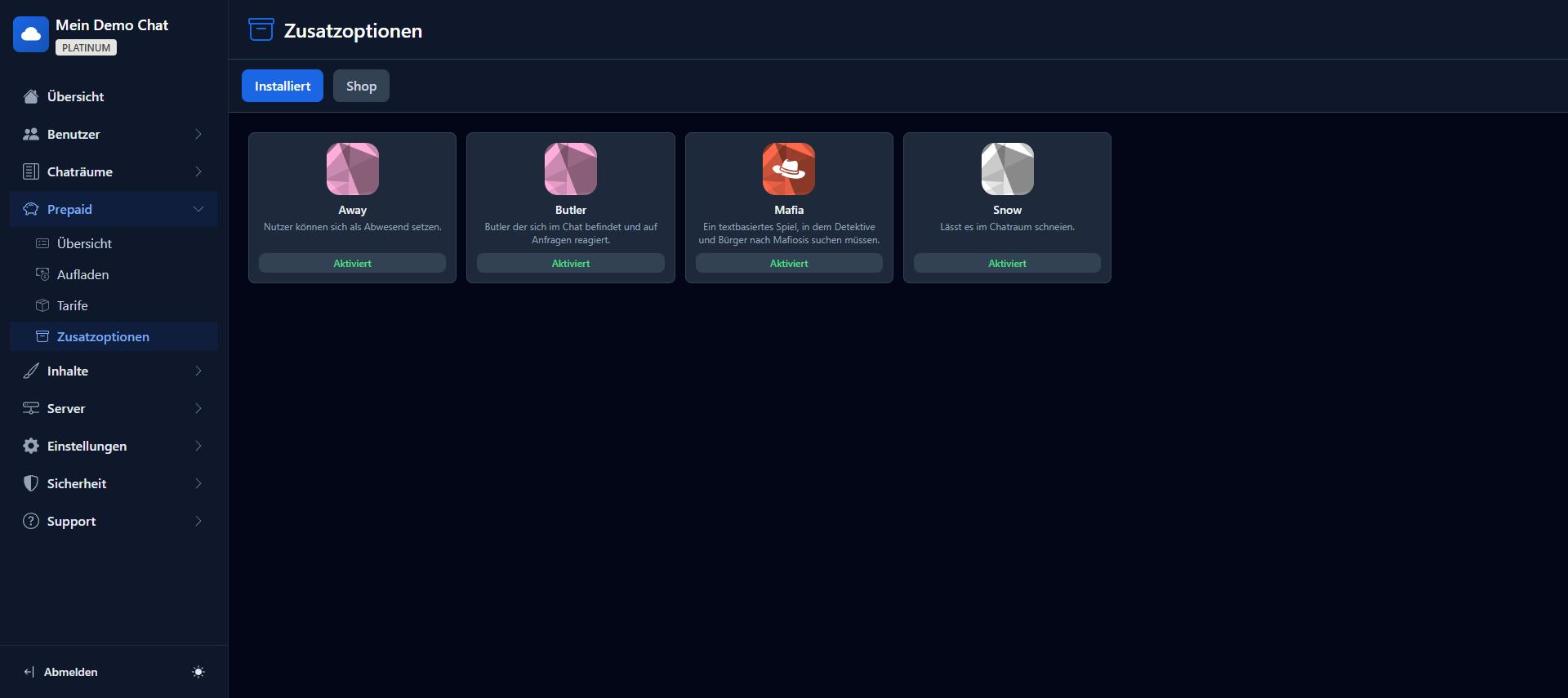 Mein Demo Chat
PLATINUM
Übersicht
Benutzer
Chaträume
Prepaid
Übersicht
Aufladen
Tarife
Zusatzoptionen
Inhalte
Server
Einstellungen
Sicherheit
Support
Abmelden
Zusatzoptionen
Installiert
Shop
Away
Nutzer können sich als Abwesend setzen.
Aktiviert
Butler
Butler der sich im Chat befindet und auf
Anfragen reagiert.
Aktiviert
Mafia
Ein textbasiertes Spiel, in dem Detektive
und Bürger nach Mafiosis suchen müssen.
Aktiviert
Snow
Lässt es im Chatraum schneien.
Aktiviert